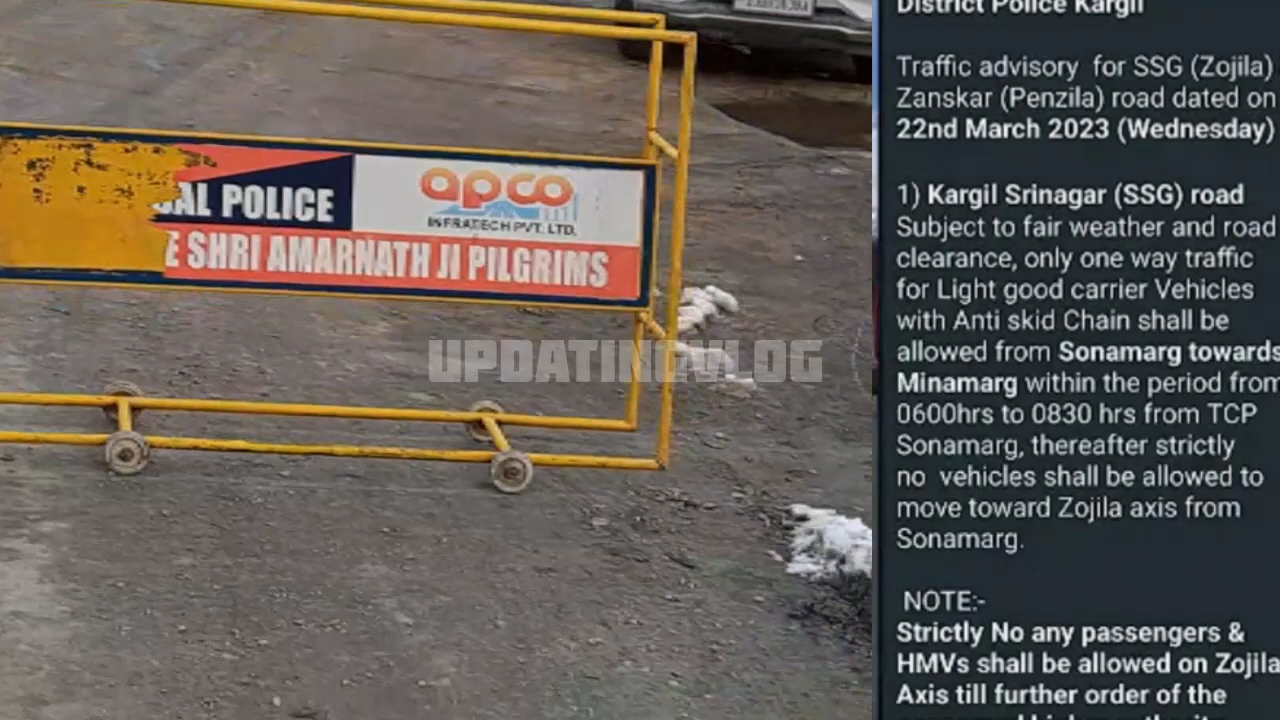 AL POLICE
apco
INFRATECH PVT. LTD.
E SHRI AMARNATH JI PILGRIMS
UPDATINGVLOG
District Police Kargil
Traffic advisory for SSG (Zojila)
Zanskar (Penzila) road dated on
22nd March 2023 (Wednesday)
1) Kargil Srinagar (SSG) road
Subject to fair weather and road
clearance, only one way traffic
for Light good carrier Vehicles
with Anti skid Chain shall be
allowed from Sonamarg towards
Minamarg within the period from
0600hrs to 0830 hrs from TCP
Sonamarg, thereafter strictly
no vehicles shall be allowed to
move toward Zojila axis from
Sonamarg.
NOTE:-
Strictly No any passengers &
HMVs shall be allowed on Zojila
Axis till further order of the